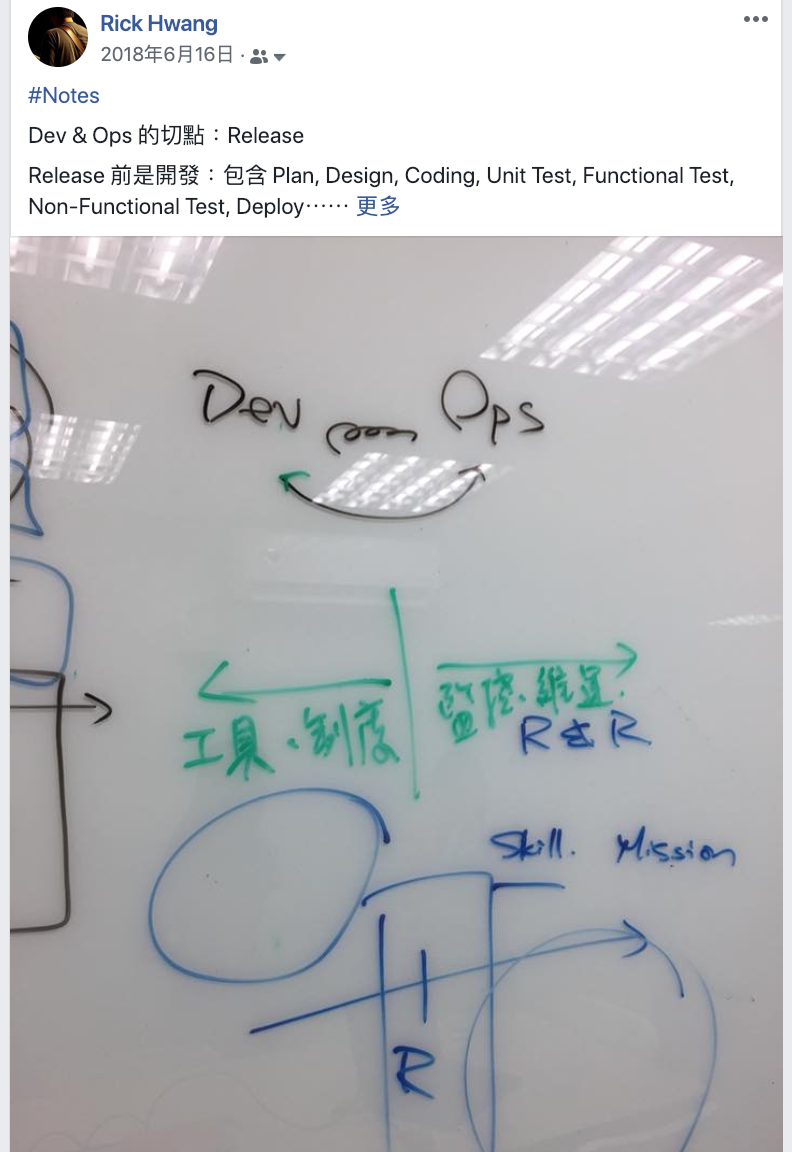 Rick Hwang
2018年6月16日
#Notes
Dev & Ops 的切點：Release
Release 前是開發：包含 Plan, Design, Coding, Unit Test, Functional Test,
Non-Functional Test, Deploy⋯⋯ 更多
Dev Ops
工具、制度 監控、維運.
R & R
Skill. Mission
R